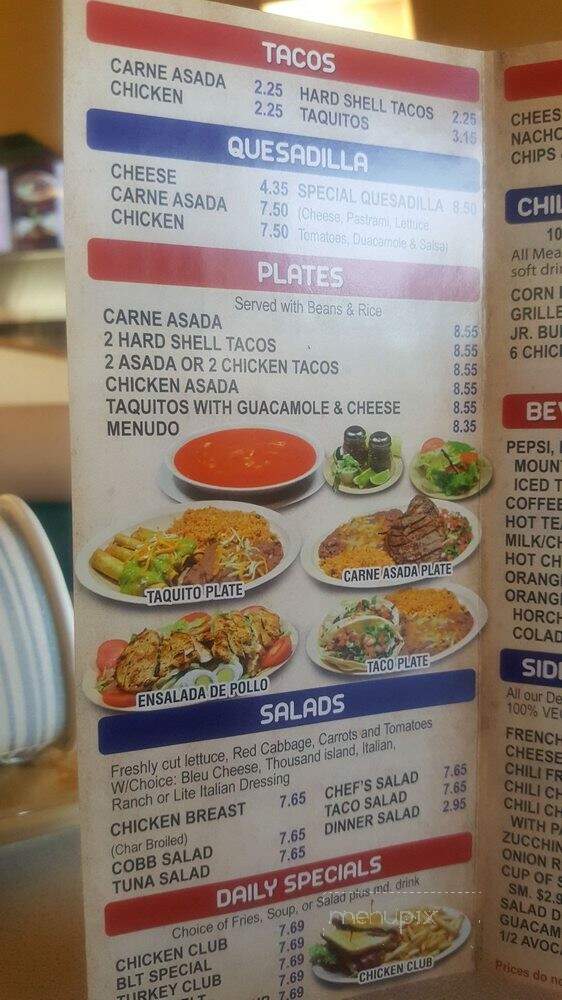 TACOS
CARNE ASADA 2.25 HARD SHELL TACOS 2.25
CHICKEN 2.25 TAQUITOS 3.15
QUESADILLA
CHEESE 4.35 SPECIAL QUESADILLA 8.50
CARNE ASADA 7.50 (Cheese, Pastrami, Lettuce,
CHICKEN 7.50 Tomatoes, Duacamole & Salsa)
PLATES
Served with Beans & Rice
CARNE ASADA 8.55
2 HARD SHELL TACOS 8.55
2 ASADA OR 2 CHICKEN TACOS 8.55
CHICKEN ASADA 8.55
TAQUITOS WITH GUACAMOLE & CHEESE 8.55
MENUDO 8.35
TAQUITO PLATE
CARNE ASADA PLATE
ENSALADA DE POLLO
TACO PLATE
SALADS
Freshly cut lettuce, Red Cabbage, Carrots and Tomatoes
W/Choice: Bleu Cheese, Thousand island, Italian,
Ranch or Lite Italian Dressing
CHICKEN BREAST 7.65 CHEF'S SALAD 7.65
(Char Broiled) TACO SALAD 7.65
COBB SALAD 7.65 DINNER SALAD 2.95
TUNA SALAD 7.65
DAILY SPECIALS
Choice of Fries, Soup, or Salad plus md. drink
CHICKEN CLUB 7.69
BLT SPECIAL 7.69
TURKEY CLUB 7.69
7.69
CHICKEN CLUB
menupix
CHEES
NACHO
CHIPS
CHIL
10
All Mea
soft dri
CORN
GRILLE
JR. BU
6 CHIC
BEV
PEPSI,
MOUN
ICED T
COFFEE
HOT TE
MILK/CH
HOT CH
ORANG
ORANG
HORCH
COLAD
SIDE
All our De
100% VE
FRENCH
CHEESE
CHILI FR
CHILI CH
CHILI CH
WITH PA
ZUCCHIN
ONION R
CUP OF S
SM. $2.9
SALAD D
GUACAM
1/2 AVOC
Prices do no